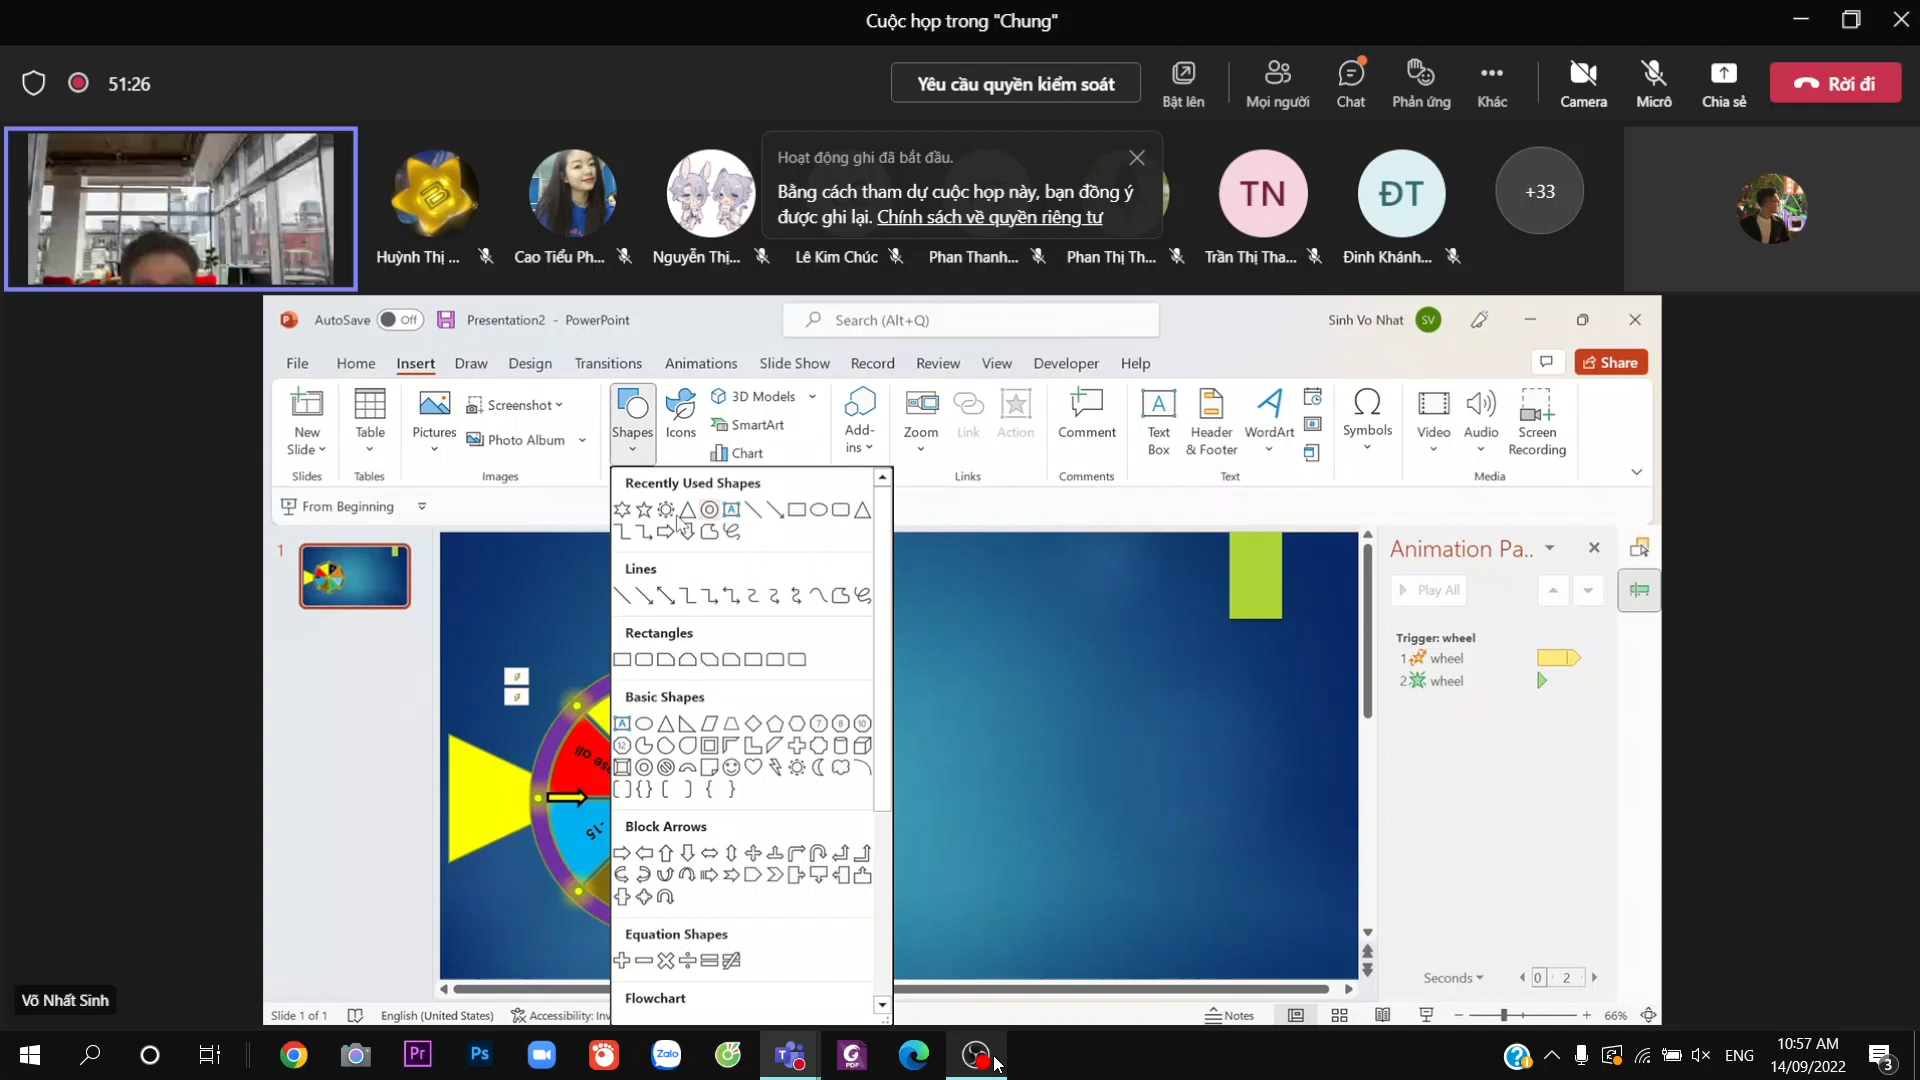 Cuộc họp trong "Chung"
51:26
Yêu cầu quyền kiểm soát
Bật lên
Mọi người
Chat
Phản ứng
Khác
Camera
Micrô
Chia sẻ
Rời đi
Hoạt động ghi đã bắt đầu.
Bằng cách tham dự cuộc họp này, bạn đồng ý
được ghi lại. Chính sách về quyền riêng tư
TN
ĐT
+33
Huỳnh Thị ...
Cao Tiểu Ph...
Nguyễn Thị...
Lê Kim Chúc
Phan Thanh...
Phan Thị Th...
Trần Thị Tha...
Đinh Khánh...
AutoSave Off
Presentation2 - PowerPoint
Search (Alt+Q)
Sinh Vo Nhat SV
File Home Insert Draw Design Transitions Animations Slide Show Record Review View Developer Help
Share
New
Slide
Slides
Table
Tables
Pictures
Screenshot
Photo Album
Images
Shapes
Icons
3D Models
SmartArt
Chart
Add-
ins
Zoom
Link
Action
Links
Comment
Comments
Text
Box
Header
& Footer
WordArt
Text
Symbols
Video
Audio
Screen
Recording
Media
From Beginning
Recently Used Shapes
Lines
Rectangles
Basic Shapes
Block Arrows
Equation Shapes
Flowchart
1
-15
Animation Pa..
Play All
Trigger: wheel
1 wheel
2 wheel
Seconds
0 2
Võ Nhất Sinh
Slide 1 of 1
English (United States)
Accessibility: Inv
Notes
66%
Pr
Ps
Zalo
PDF
ENG
10:57 AM
14/09/2022
3